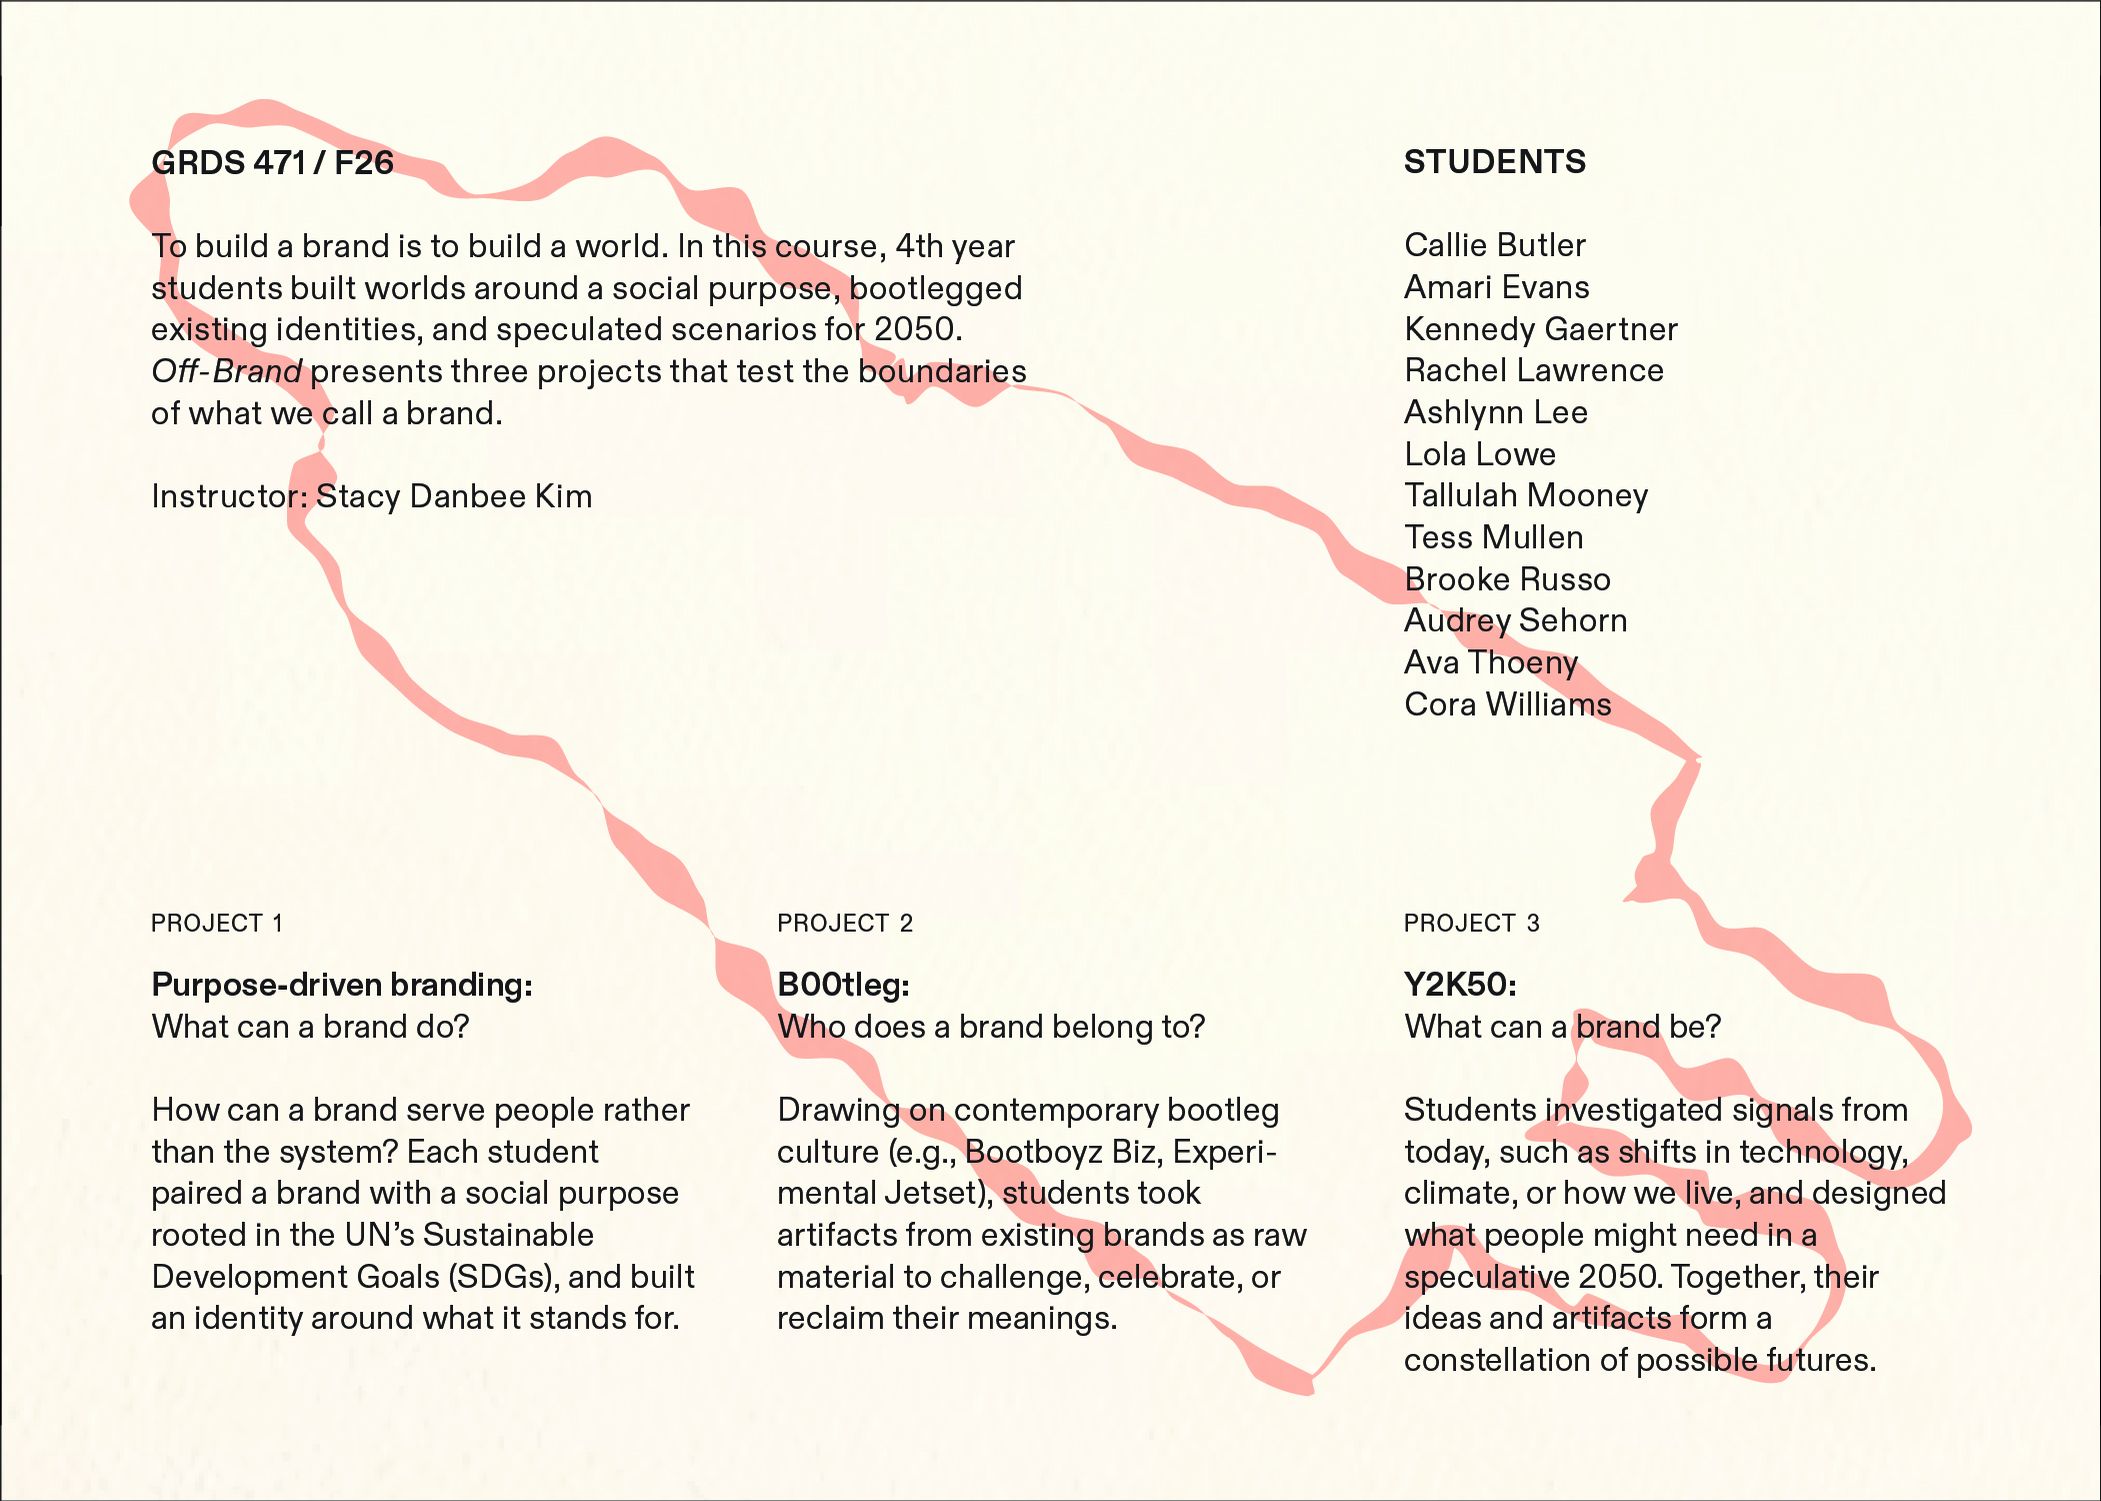 GRDS 471 / F26
To build a brand is to build a world. In this course, 4th year
students built worlds around a social purpose, bootlegged
existing identities, and speculated scenarios for 2050.
Off-Brand presents three projects that test the boundaries
of what we call a brand.
Instructor: Stacy Danbee Kim
STUDENTS
Callie Butler
Amari Evans
Kennedy Gaertner
Rachel Lawrence
Ashlynn Lee
Lola Lowe
Tallulah Mooney
Tess Mullen
Brooke Russo
Audrey Sehorn
Ava Thoeny
Cora Williams
PROJECT 1
Purpose-driven branding:
What can a brand do?
How can a brand serve people rather
than the system? Each student
paired a brand with a social purpose
rooted in the UN’s Sustainable
Development Goals (SDGs), and built
an identity around what it stands for.
PROJECT 2
B00tleg:
Who does a brand belong to?
Drawing on contemporary bootleg
culture (e.g., Bootboyz Biz, Experi-
mental Jetset), students took
artifacts from existing brands as raw
material to challenge, celebrate, or
reclaim their meanings.
PROJECT 3
Y2K50:
What can a brand be?
Students investigated signals from
today, such as shifts in technology,
climate, or how we live, and designed
what people might need in a
speculative 2050. Together, their
ideas and artifacts form a
constellation of possible futures.